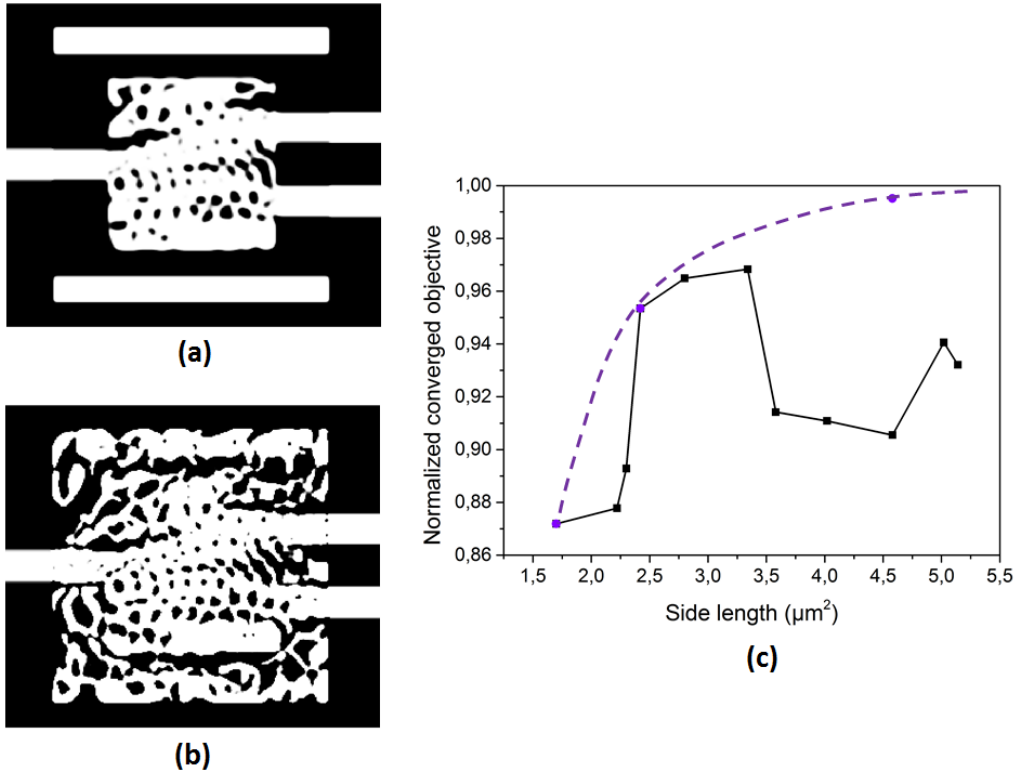 (a)
(b)
Normalized converged objective
1,00
0,98
0,96
0,94
0,92
0,90
0,88
0,86
1,5 2,0 2,5 3,0 3,5 4,0 4,5 5,0 5,5
Side length (µm²)
(c)